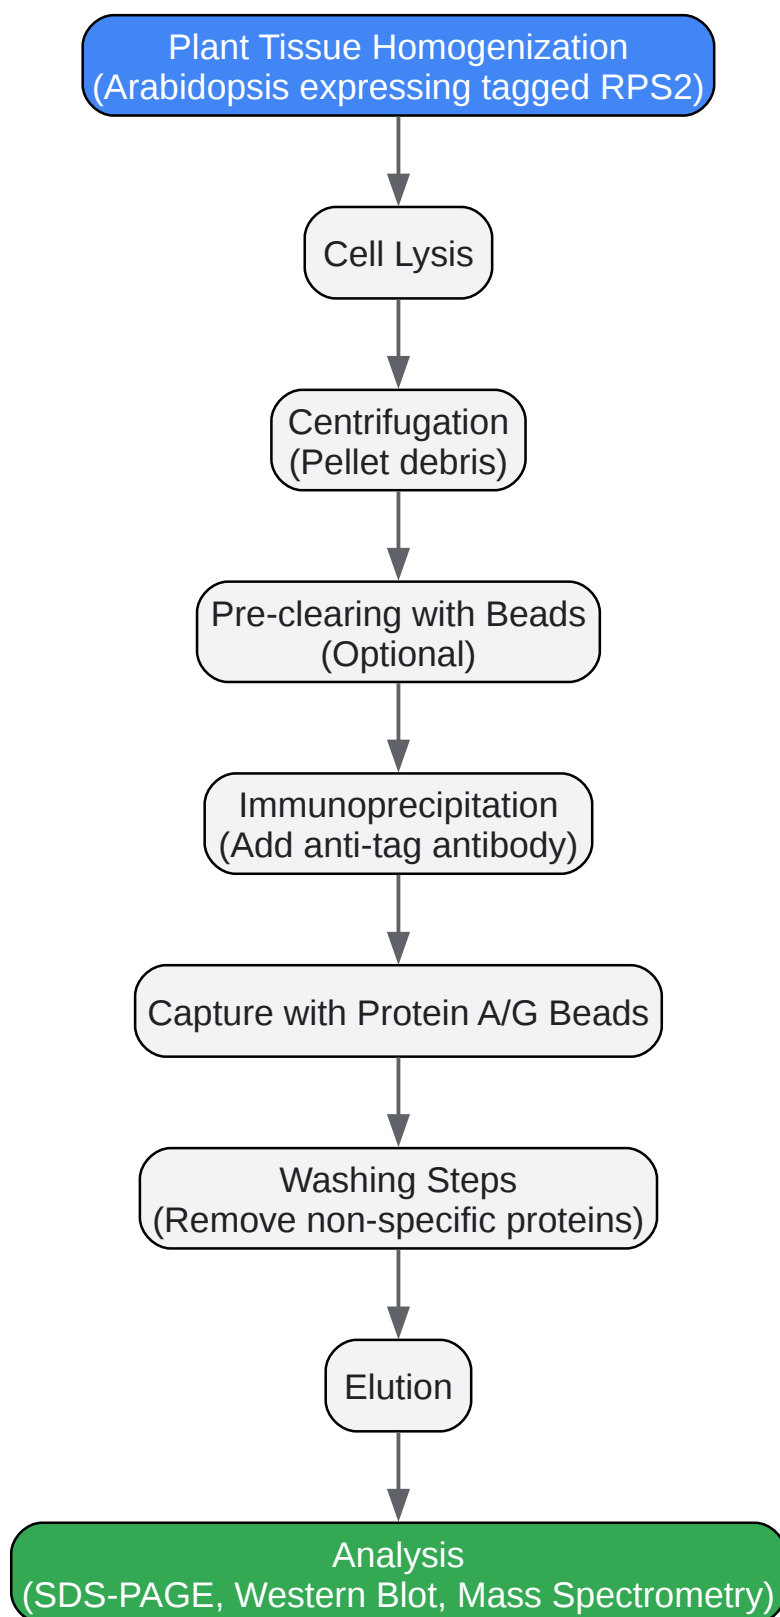 Plant Tissue Homogenization
(Arabidopsis expressing tagged RPS2)
Cell Lysis
Centrifugation
(Pellet debris)
Pre-clearing with Beads
(Optional)
Immunoprecipitation
(Add anti-tag antibody)
Capture with Protein A/G Beads
Washing Steps
(Remove non-specific proteins)
Elution
Analysis
(SDS-PAGE, Western Blot, Mass Spectrometry)